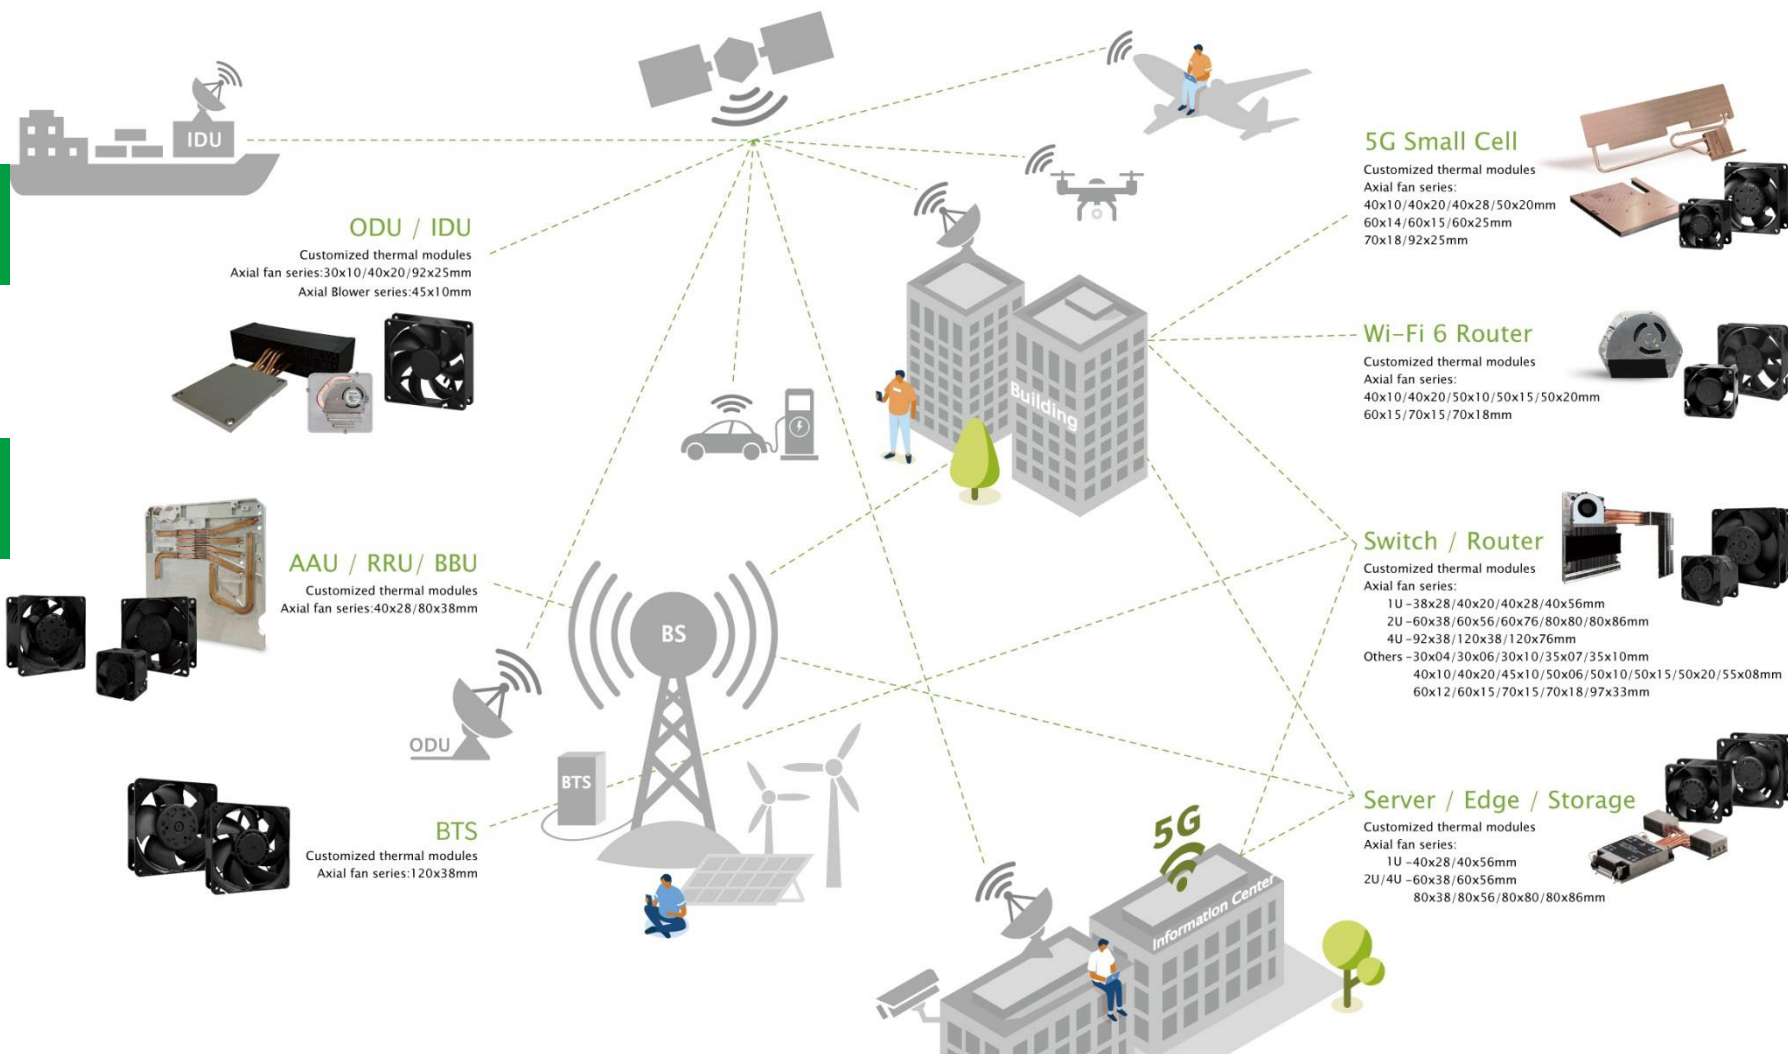 IDU
ODU / IDU
Customized thermal modules
Axial fan series:30x10/40x20/92x25mm
Axial Blower series:45x10mm
5G Small Cell
Customized thermal modules
Axial fan series:
40x10/40x20/40x28/50x20mm
60x14/60x15/60x25mm
70x18/92x25mm
Building
Wi-Fi 6 Router
Customized thermal modules
Axial fan series:
40x10/40x20/50x10/50x15/50x20mm
60x15/70x15/70x18mm
AAU / RRU/ BBU
Customized thermal modules
Axial fan series:40x28/80x38mm
BS
ODU
BTS
Switch / Router
Customized thermal modules
Axial fan series:
1U -38x28/40x20/40x28/40x56mm
2U -60x38/60x56/60x76/80x80/80x86mm
4U -92x38/120x38/120x76mm
Others -30x04/30x06/30x10/35x07/35x10mm
40x10/40x20/45x10/50x06/50x10/50x15/50x20/55x08mm
60x12/60x15/70x15/70x18/97x33mm
BTS
Customized thermal modules
Axial fan series:120x38mm
5G
Information Center
Server / Edge / Storage
Customized thermal modules
Axial fan series:
1U -40x28/40x56mm
2U/4U -60x38/60x56mm
80x38/80x56/80x80/80x86mm